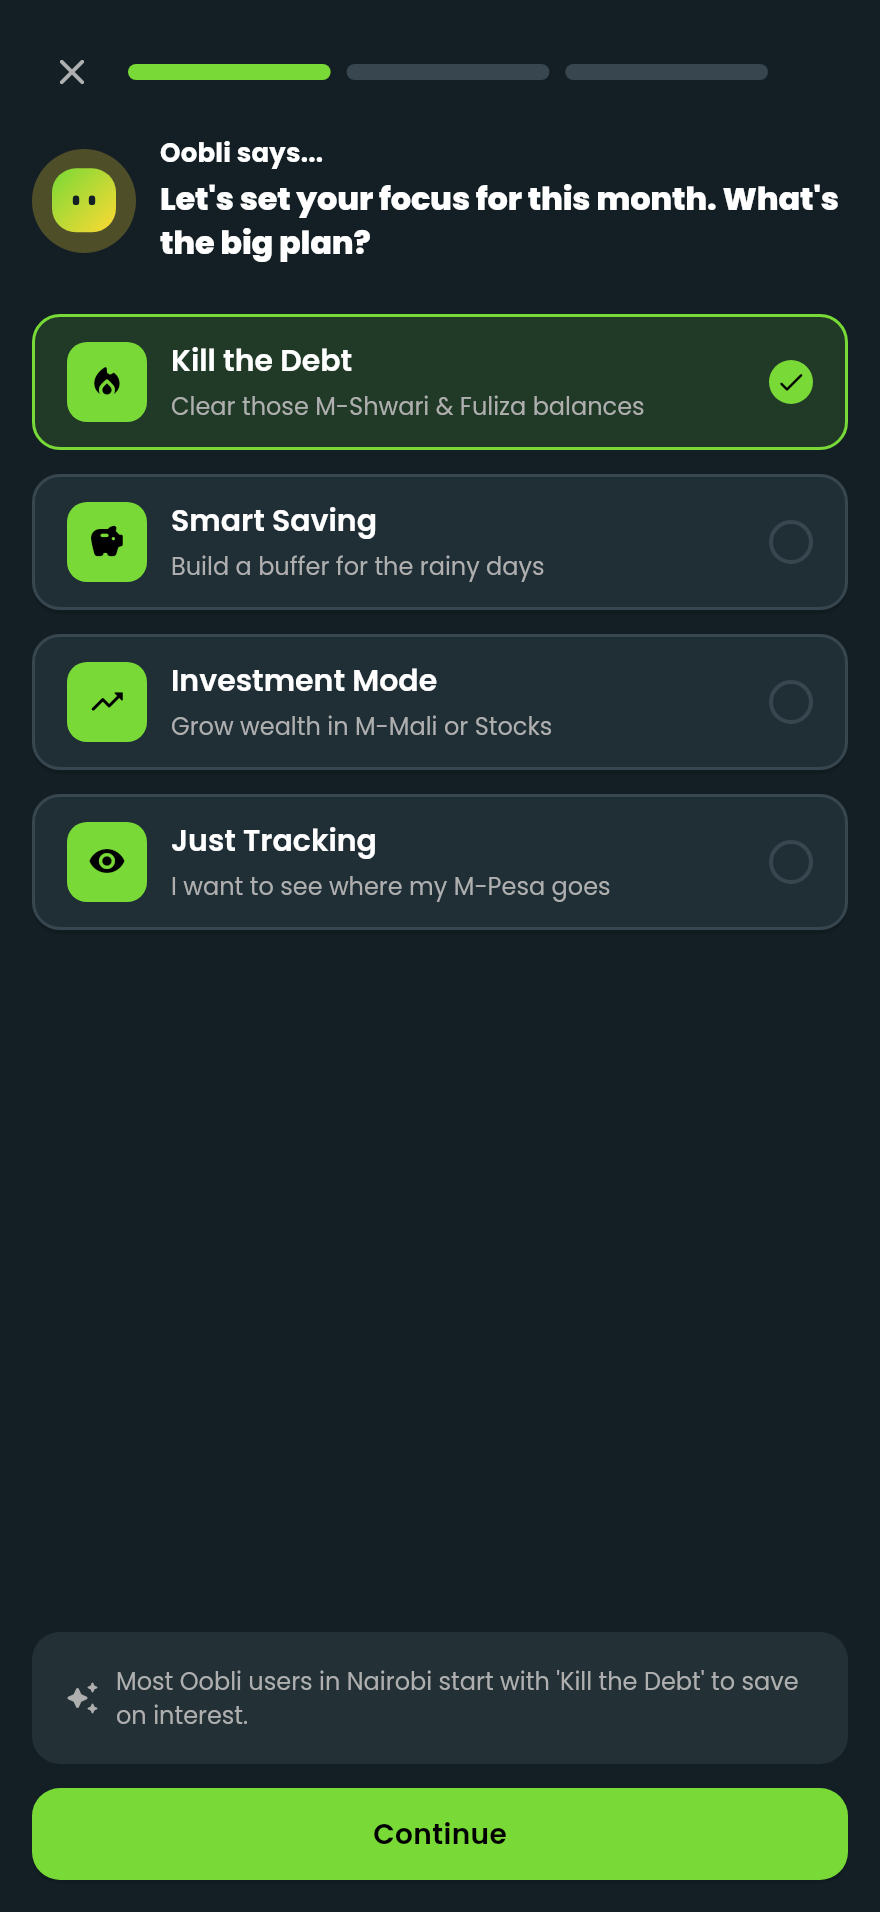 Oobli says...
Let's set your focus for this month. What's
the big plan?
Kill the Debt
Clear those M-Shwari & Fuliza balances
Smart Saving
Build a buffer for the rainy days
Investment Mode
Grow wealth in M-Mali or Stocks
Just Tracking
I want to see where my M-Pesa goes
Most Oobli users in Nairobi start with 'Kill the Debt' to save
on interest.
Continue